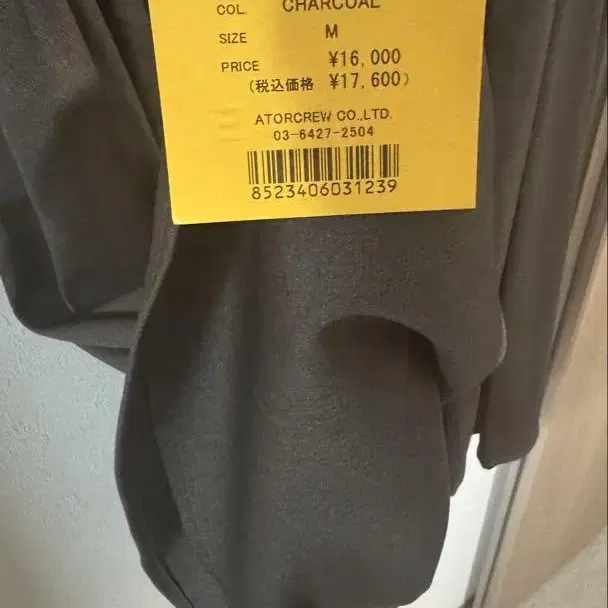 COL. CHARCOAL
SIZE M
PRICE ¥16,000
(税込価格 ¥17,600)
ATORCREW CO.,LTD.
03-6427-2504
8523406031239